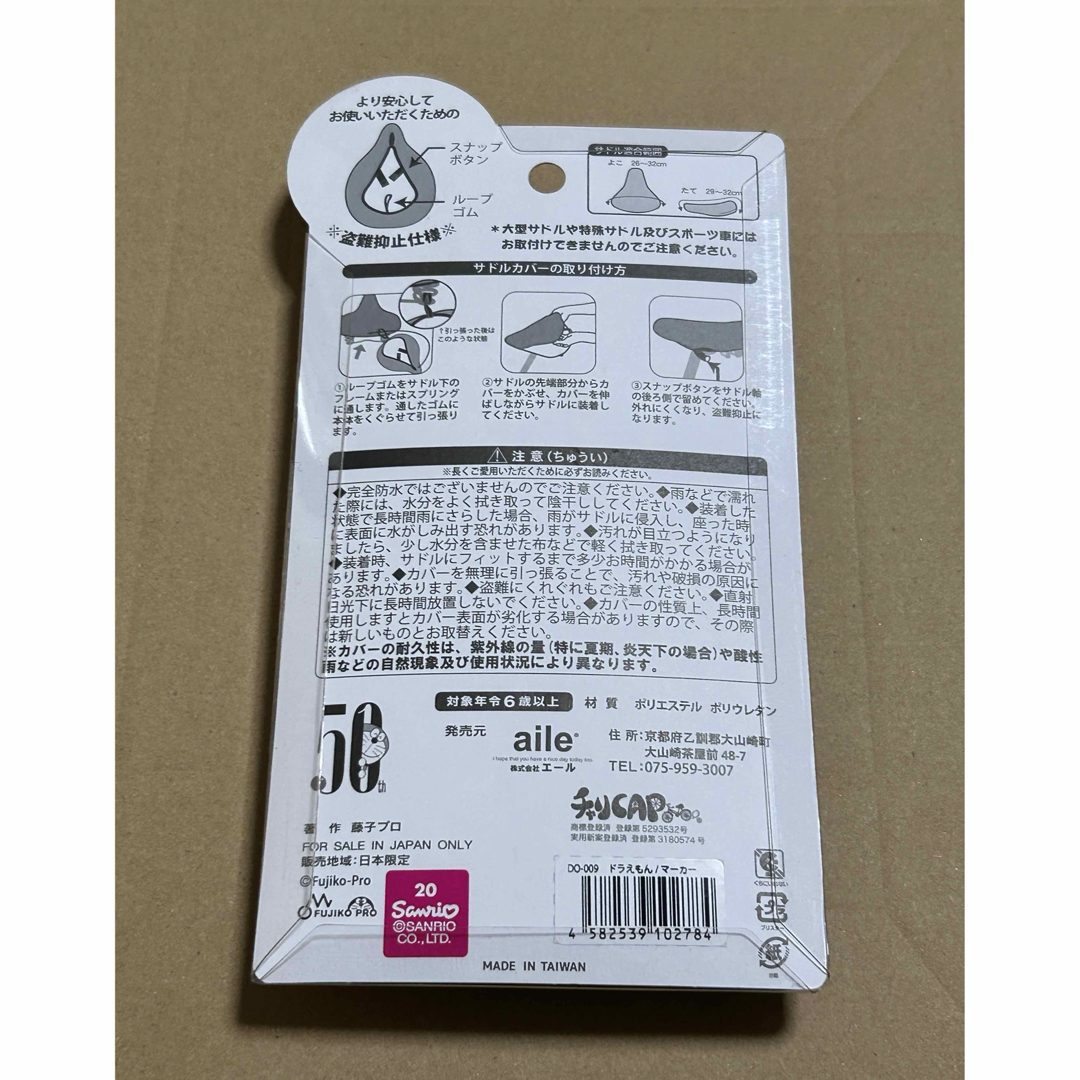 より安心して
お使いいただくための
スナップ
ボタン
ループ
ゴム
※盗難抑止仕様※
サドル適合範囲
よこ 26〜32cm
たて 29〜32cm
＊大型サドルや特殊サドル及びスポーツ車には
お取付けできませんのでご注意ください。
サドルカバーの取り付け方
↑引っ張った後は
このような状態
①ループゴムをサドル下の
フレームまたはスプリング
に通します。通したゴムに
本体をくぐらせて引っ張り
ます。
②サドルの先端部分からカ
バーをかぶせ、カバーを伸
ばしながらサドルに装着し
てください。
③スナップボタンをサドル軸
の後ろ側で留めてください。
外れにくくなり、盗難抑止に
なります。
⚠ 注意(ちゅうい)
※長くご愛用いただくために必ずお読みください。
◆完全防水ではございませんのでご注意ください。◆雨などで濡れ
た際には、水分をよく拭き取って陰干ししてください。◆装着した
状態で長時間雨にさらした場合、雨がサドルに侵入し、座った時
に表面に水がしみ出す恐れがあります。◆汚れが目立つようになり
ましたら、少し水分を含ませた布などで軽く拭き取ってください。
◆装着時、サドルにフィットするまで多少お時間がかかる場合が
あります。◆カバーを無理に引っ張ることで、汚れや破損の原因に
なる恐れがあります。◆盗難にくれぐれもご注意ください。◆直射
日光下に長時間放置しないでください。◆カバーの性質上、長時間
使用しますとカバー表面が劣化する場合がありますので、その際
は新しいものとお取替えください。
※カバーの耐久性は、紫外線の量(特に夏期、炎天下の場合)や酸性
雨などの自然現象及び使用状況により異なります。
対象年令6歳以上 材質 ポリエステル ポリウレタン
発売元
aile®
i hope that you have a nice day today, too
株式会社エール
住所:京都府乙訓郡大山崎町
大山崎茶屋前48-7
TEL:075-959-3007
50th
チャリCAP
商標登録済 登録第5293532号
実用新案登録済 登録第3180574号
著 作 藤子プロ
FOR SALE IN JAPAN ONLY
販売地域:日本限定
©Fujiko-Pro
FUJIKO PRO
20
Sanrio
©SANRIO
CO.,LTD.
DO-009 ドラえもん/マーカー
4 582539 102784
くちにいれない
プ
ブリスター
紙
台紙
MADE IN TAIWAN